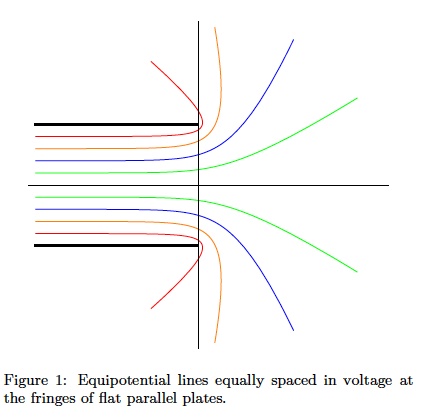 Figure 1: Equipotential lines equally spaced in voltage at
the fringes of flat parallel plates.